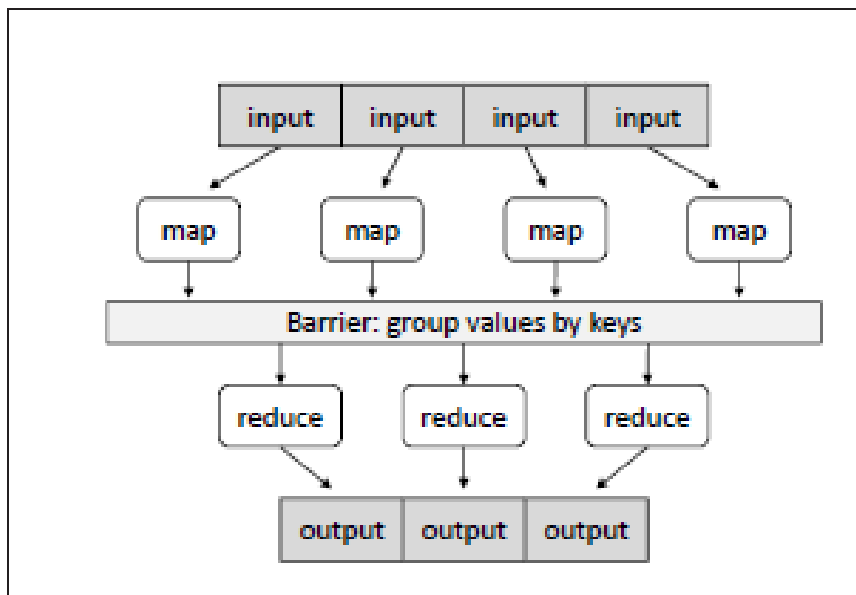 input input input input
map map map map
Barrier: group values by keys
reduce reduce reduce
output output output